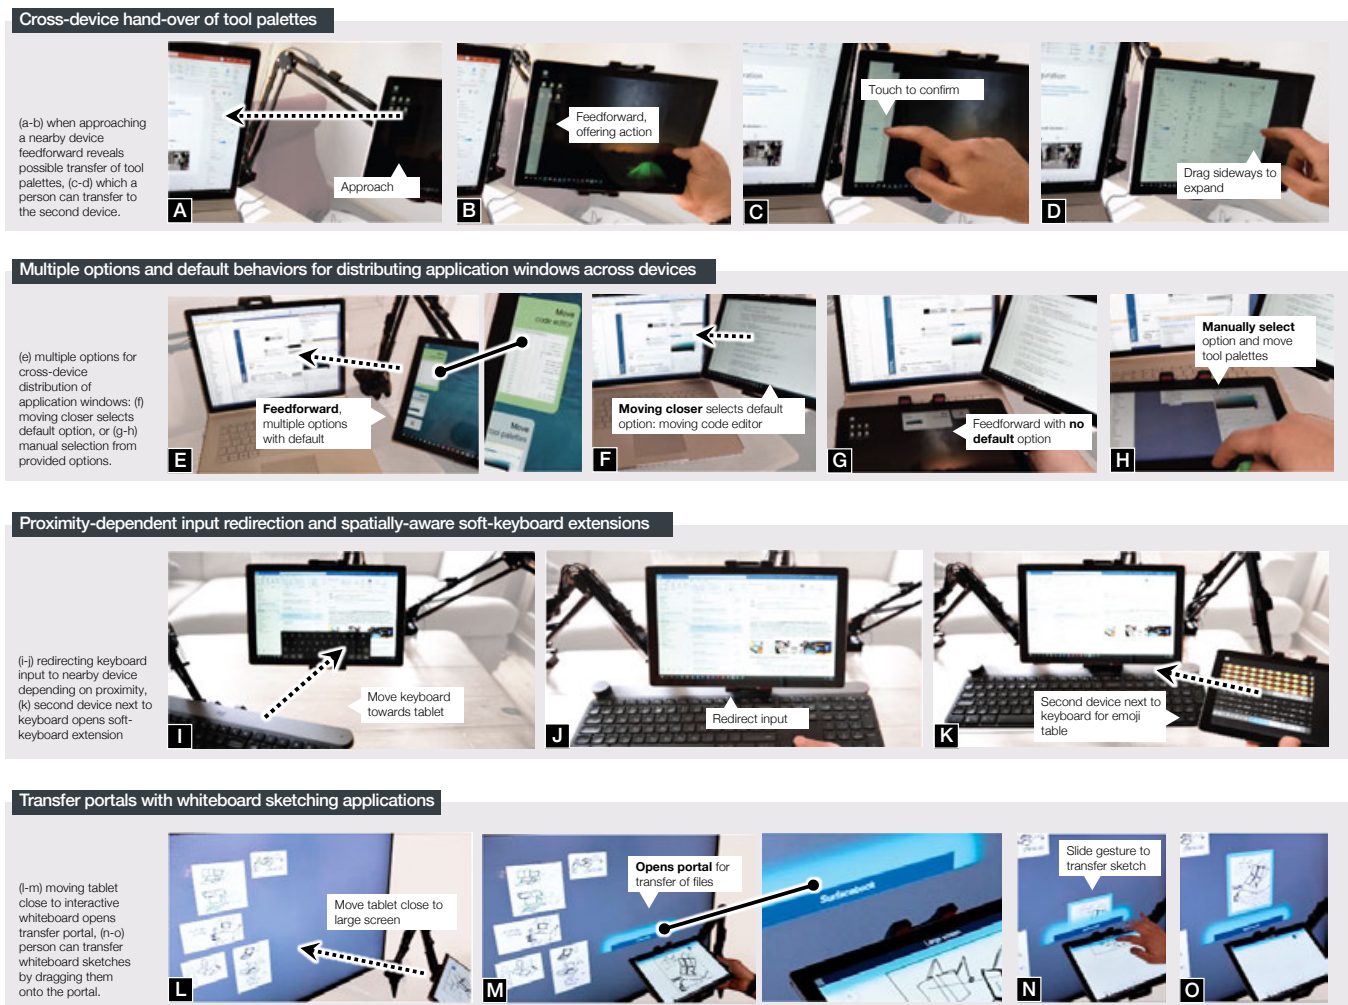 Cross-device hand-over of tool palettes
(a-b) when approaching
a nearby device
feedforward reveals
possible transfer of tool
palettes, (c-d) which a
person can transfer to
the second device.
Approach
A
Feedforward,
offering action
B
Touch to confirm
C
Drag sideways to
expand
D
Multiple options and default behaviors for distributing application windows across devices
(e) multiple options for
cross-device
distribution of
application windows: (f)
moving closer selects
default option, or (g-h)
manual selection from
provided options.
Feedforward,
multiple options
with default
E
Move
code editor
Move
tool palettes
Moving closer selects default
option: moving code editor
F
Feedforward with no
default option
G
Manually select
option and move
tool palettes
H
Proximity-dependent input redirection and spatially-aware soft-keyboard extensions
(i-j) redirecting keyboard
input to nearby device
depending on proximity,
(k) second device next to
keyboard opens soft-
keyboard extension
Move keyboard
towards tablet
I
Redirect input
J
Second device next to
keyboard for emoji
table
K
Transfer portals with whiteboard sketching applications
(l-m) moving tablet
close to interactive
whiteboard opens
transfer portal, (n-o)
person can transfer
whiteboard sketches
by dragging them
onto the portal.
Move tablet close to
large screen
L
Opens portal for
transfer of files
M
Surfacebook
Large screen
Slide gesture to
transfer sketch
N
O